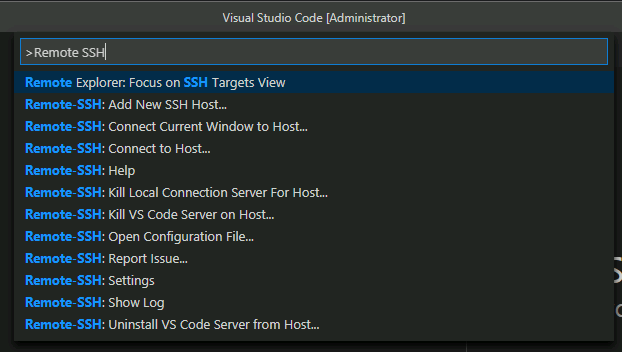 Visual Studio Code [Administrator]
>Remote SSH
Remote Explorer: Focus on SSH Targets View
Remote-SSH: Add New SSH Host...
Remote-SSH: Connect Current Window to Host...
Remote-SSH: Connect to Host...
Remote-SSH: Help
Remote-SSH: Kill Local Connection Server For Host...
Remote-SSH: Kill VS Code Server on Host...
Remote-SSH: Open Configuration File...
Remote-SSH: Report Issue...
Remote-SSH: Settings
Remote-SSH: Show Log
Remote-SSH: Uninstall VS Code Server from Host...